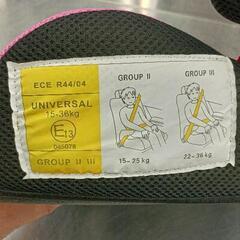 ECE R44/04
UNIVERSAL
15-36kg
E13
045078
GROUP II III
GROUP II
15-25 kg
GROUP III
22-36 kg